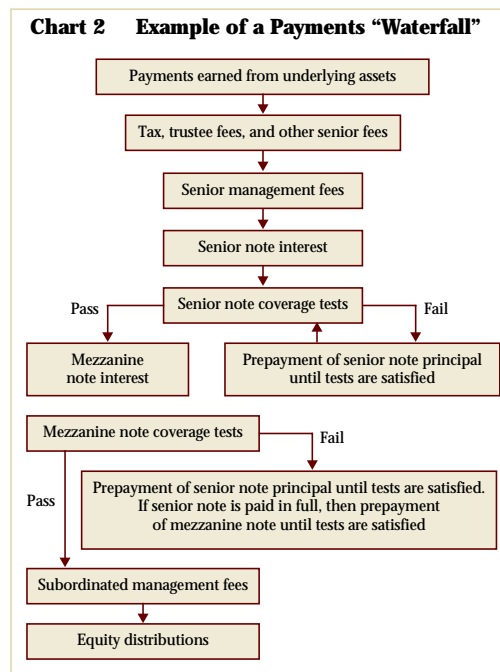 Chart 2 Example of a Payments “Waterfall”
Payments earned from underlying assets
Tax, trustee fees, and other senior fees
Senior management fees
Senior note interest
Senior note coverage tests
Pass
Fail
Mezzanine
note interest
Prepayment of senior note principal
until tests are satisfied
Mezzanine note coverage tests
Fail
Pass
Prepayment of senior note principal until tests are satisfied.
If senior note is paid in full, then prepayment
of mezzanine note until tests are satisfied
Subordinated management fees
Equity distributions